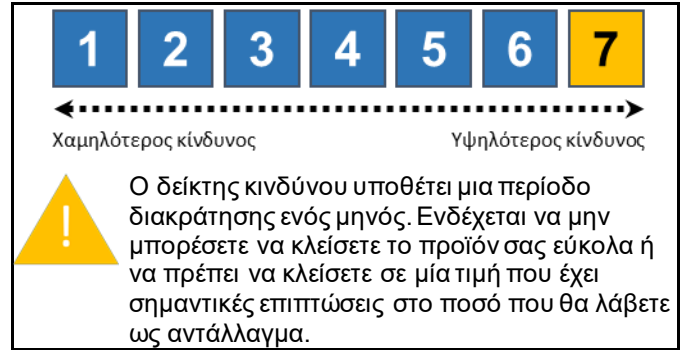 1 2 3 4 5 6 7
Χαμηλότερος κίνδυνος Υψηλότερος κίνδυνος
!
Ο δείκτης κινδύνου υποθέτει μια περίοδο
διακράτησης ενός μηνός. Ενδέχεται να μην
μπορέσετε να κλείσετε το προϊόν σας εύκολα ή
να πρέπει να κλείσετε σε μία τιμή που έχει
σημαντικές επιπτώσεις στο ποσό που θα λάβετε
ως αντάλλαγμα.